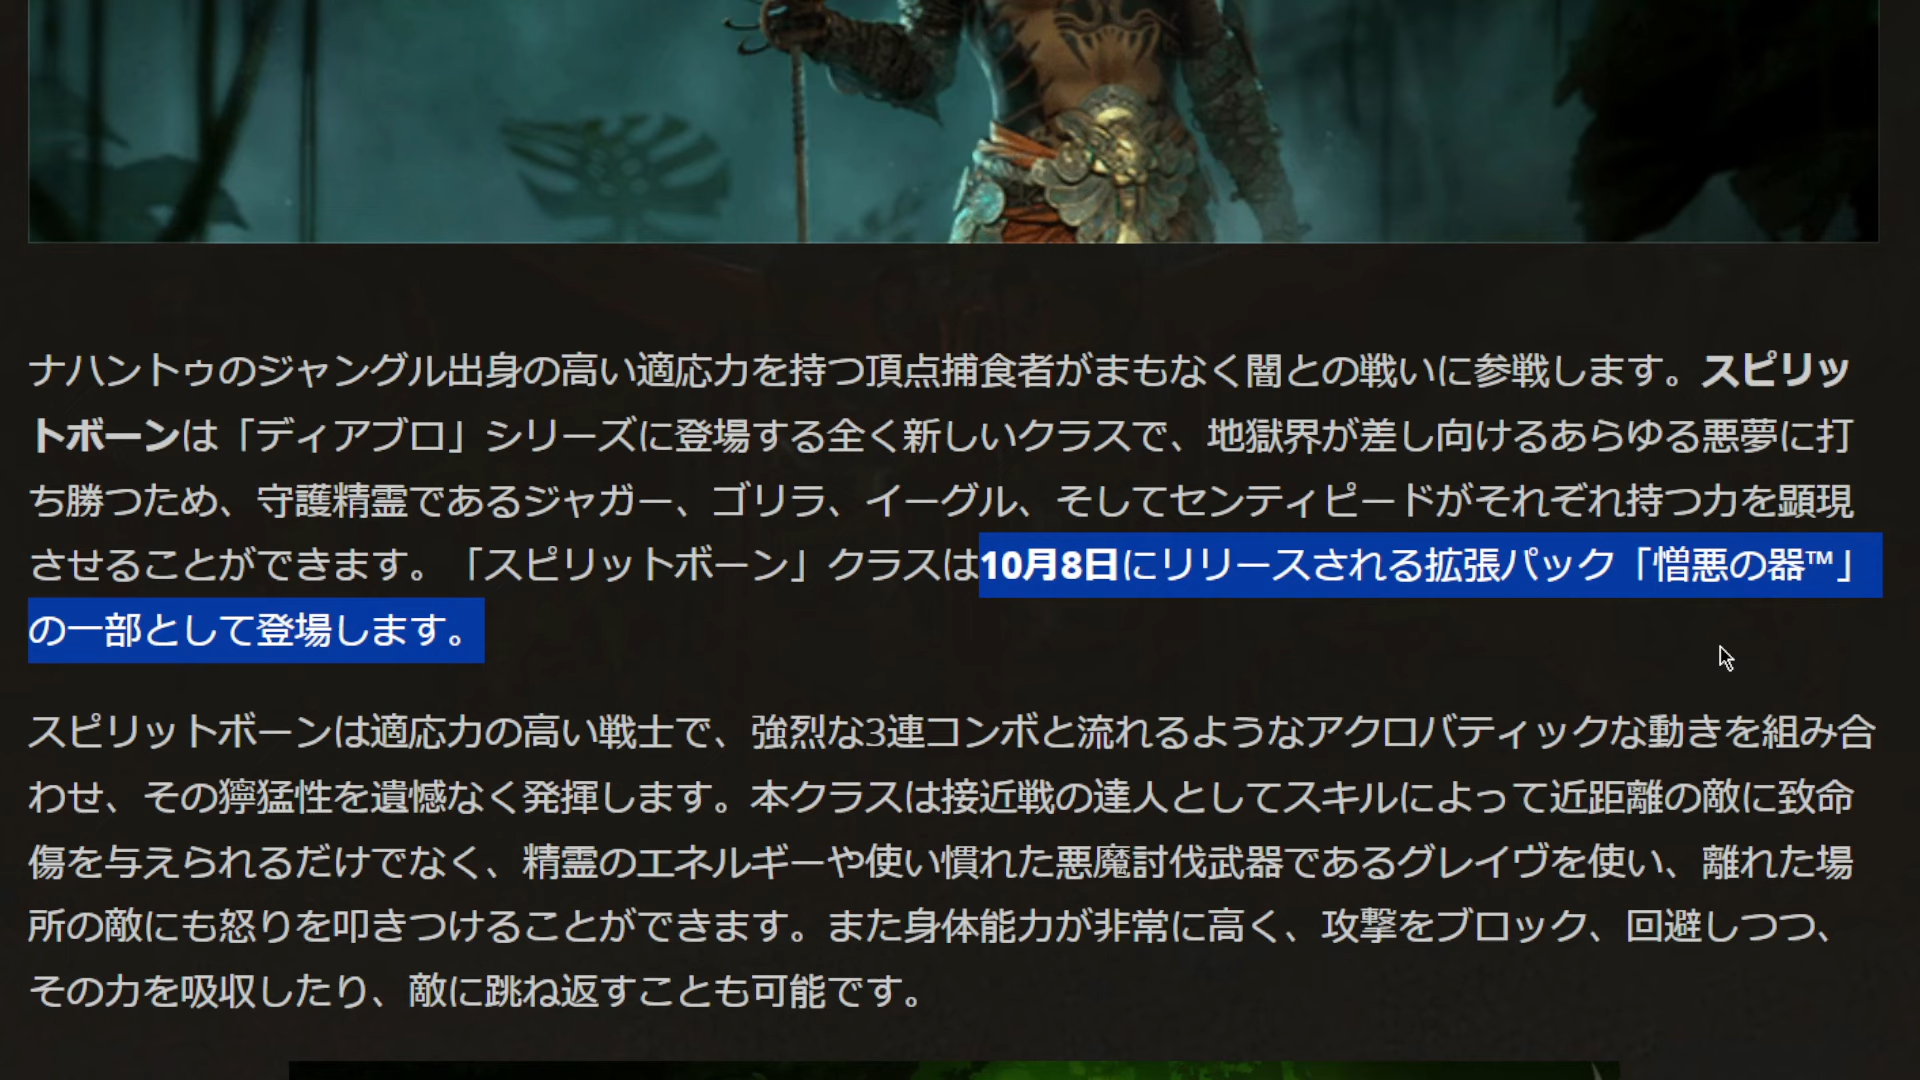 ナハントゥのジャングル出身の高い適応力を持つ頂点捕食者がまもなく闇との戦いに参戦します。スピリッ
トボーンは「ディアブロ」シリーズに登場する全く新しいクラスで、地獄界が差し向けるあらゆる悪夢に打
ち勝つため、守護精霊であるジャガー、ゴリラ、イーグル、そしてセンティピードがそれぞれ持つ力を顕現
させることができます。「スピリットボーン」クラスは10月8日にリリースされる拡張パック「憎悪の器™」
の一部として登場します。
スピリットボーンは適応力の高い戦士で、強烈な3連コンボと流れるようなアクロバティックな動きを組み合
わせ、その獰猛性を遺憾なく発揮します。本クラスは接近戦の達人としてスキルによって近距離の敵に致命
傷を与えられるだけでなく、精霊のエネルギーや使い慣れた悪魔討伐武器であるグレイヴを使い、離れた場
所の敵にも怒りを叩きつけることができます。また身体能力が非常に高く、攻撃をブロック、回避しつつ、
その力を吸収したり、敵に跳ね返すことも可能です。